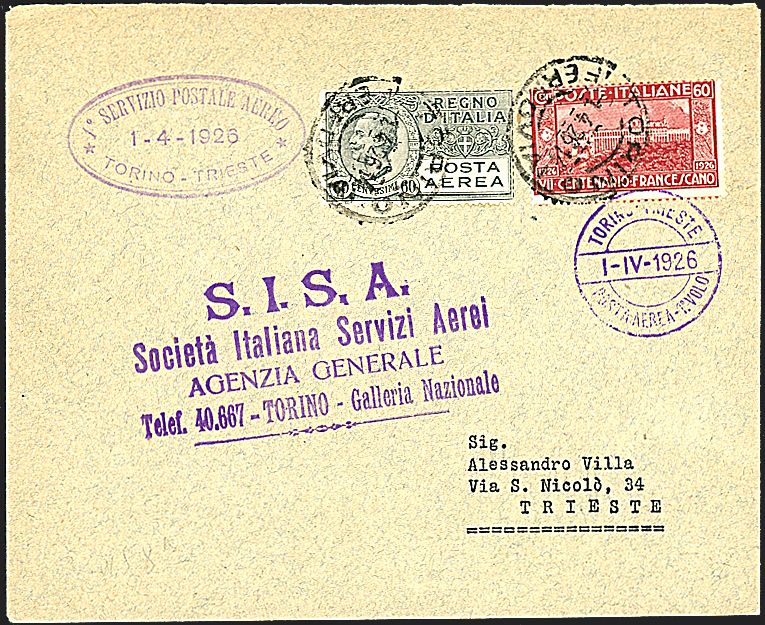 1° SERVIZIO POSTALE AEREO
1-4-1926
TORINO - TRIESTE
REGNO
D'ITALIA
POSTA
AEREA
CENTESIMI 60
POSTE·ITALIANE 60
1226
1926
VII·CENTENARIO·FRANCESCANO
TORINO-TRIESTE
1-IV-1926
POSTA-AEREA-1°VOLO
S.I.S.A.
Società Italiana Servizi Aerei
AGENZIA GENERALE
Telef. 40.667 - TORINO - Galleria Nazionale
Sig.
Alessandro Villa
Via S. Nicolò, 34
TRIESTE